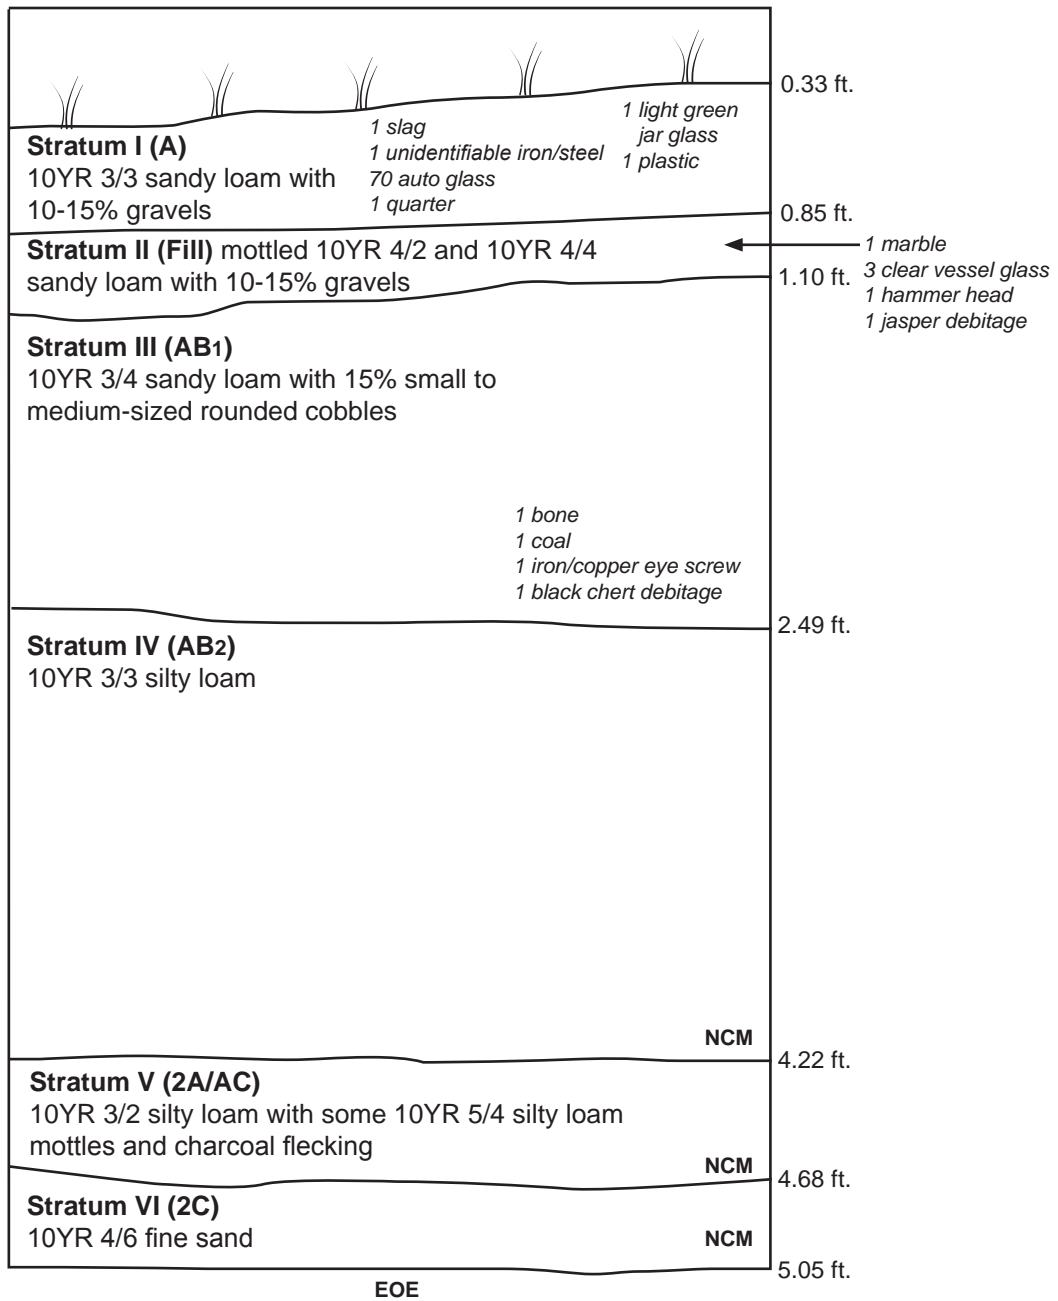 0.33 ft.
Stratum I (A)
10YR 3/3 sandy loam with
10-15% gravels
1 slag
1 unidentifiable iron/steel
70 auto glass
1 quarter
1 light green
jar glass
1 plastic
0.85 ft.
Stratum II (Fill) mottled 10YR 4/2 and 10YR 4/4
sandy loam with 10-15% gravels
1 marble
3 clear vessel glass
1 hammer head
1 jasper debitage
1.10 ft.
Stratum III (AB1)
10YR 3/4 sandy loam with 15% small to
medium-sized rounded cobbles
1 bone
1 coal
1 iron/copper eye screw
1 black chert debitage
2.49 ft.
Stratum IV (AB2)
10YR 3/3 silty loam
NCM
4.22 ft.
Stratum V (2A/AC)
10YR 3/2 silty loam with some 10YR 5/4 silty loam
mottles and charcoal flecking
NCM
4.68 ft.
Stratum VI (2C)
10YR 4/6 fine sand
NCM
5.05 ft.
EOE